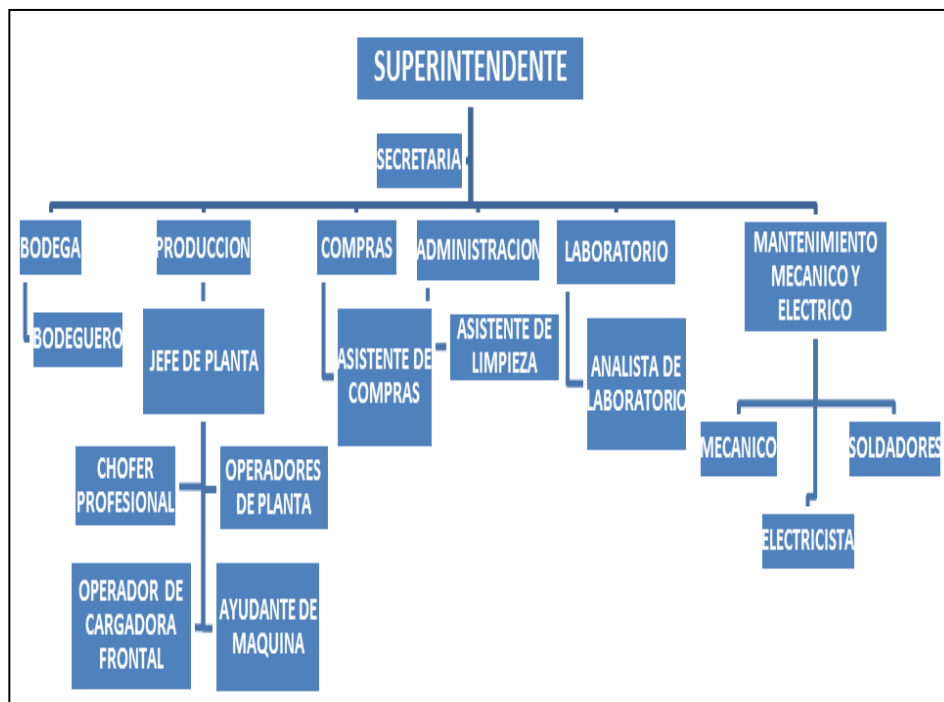 SUPERINTENDENTE
SECRETARIA
BODEGA
PRODUCCION
COMPRAS
ADMINISTRACION
LABORATORIO
MANTENIMIENTO
MECANICO Y
ELECTRICO
BODEGUERO
JEFE DE PLANTA
ASISTENTE DE
COMPRAS
ASISTENTE DE
LIMPIEZA
ANALISTA DE
LABORATORIO
MECANICO
SOLDADORES
ELECTRICISTA
CHOFER
PROFESIONAL
OPERADORES
DE PLANTA
OPERADOR DE
CARGADORA
FRONTAL
AYUDANTE DE
MAQUINA